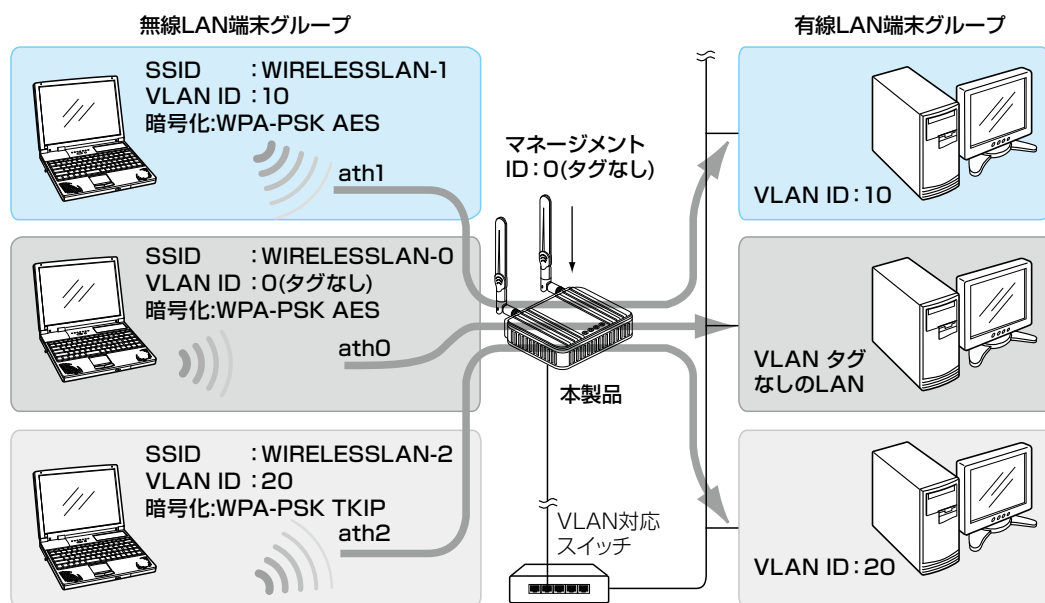 無線LAN端末グループ
有線LAN端末グループ
SSID :WIRELESSLAN-1
VLAN ID :10
暗号化:WPA-PSK AES
ath1
マネージメント
ID:0(タグなし)
VLAN ID:10
SSID :WIRELESSLAN-0
VLAN ID :0(タグなし)
暗号化:WPA-PSK AES
ath0
本製品
VLAN タグ
なしのLAN
SSID :WIRELESSLAN-2
VLAN ID :20
暗号化:WPA-PSK TKIP
ath2
VLAN対応
スイッチ
VLAN ID:20